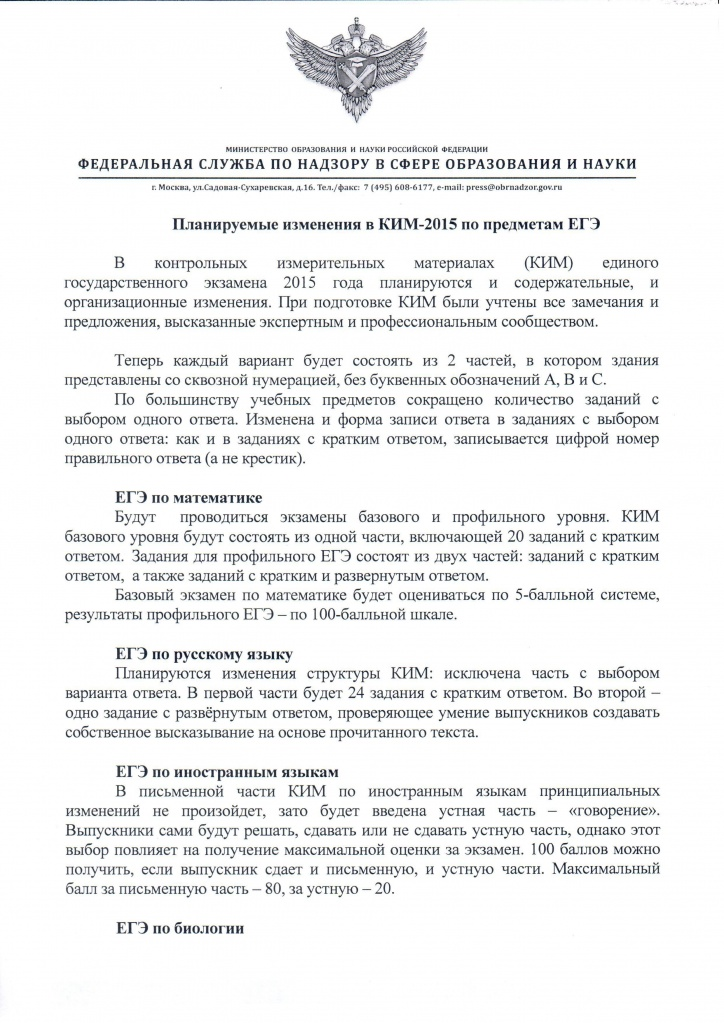 МИНИСТЕРСТВО ОБРАЗОВАНИЯ И НАУКИ РОССИЙСКОЙ ФЕДЕРАЦИИ
ФЕДЕРАЛЬНАЯ СЛУЖБА ПО НАДЗОРУ В СФЕРЕ ОБРАЗОВАНИЯ И НАУКИ
г. Москва, ул.Садовая-Сухаревская, д.16. Тел./факс: 7 (495) 608-6177, e-mail: press@obrnadzor.gov.ru
Планируемые изменения в КИМ-2015 по предметам ЕГЭ
В контрольных измерительных материалах (КИМ) единого
государственного экзамена 2015 года планируются и содержательные, и
организационные изменения. При подготовке КИМ были учтены все замечания и
предложения, высказанные экспертным и профессиональным сообществом.
Теперь каждый вариант будет состоять из 2 частей, в котором здания
представлены со сквозной нумерацией, без буквенных обозначений А, В и С.
По большинству учебных предметов сокращено количество заданий с
выбором одного ответа. Изменена и форма записи ответа в заданиях с выбором
одного ответа: как и в заданиях с кратким ответом, записывается цифрой номер
правильного ответа (а не крестик).
ЕГЭ по математике
Будут проводиться экзамены базового и профильного уровня. КИМ
базового уровня будут состоять из одной части, включающей 20 заданий с кратким
ответом. Задания для профильного ЕГЭ состоят из двух частей: заданий с кратким
ответом, а также заданий с кратким и развернутым ответом.
Базовый экзамен по математике будет оцениваться по 5-балльной системе,
результаты профильного ЕГЭ – по 100-балльной шкале.
ЕГЭ по русскому языку
Планируются изменения структуры КИМ: исключена часть с выбором
варианта ответа. В первой части будет 24 задания с кратким ответом. Во второй –
одно задание с развёрнутым ответом, проверяющее умение выпускников создавать
собственное высказывание на основе прочитанного текста.
ЕГЭ по иностранным языкам
В письменной части КИМ по иностранным языкам принципиальных
изменений не произойдет, зато будет введена устная часть – «говорение».
Выпускники сами будут решать, сдавать или не сдавать устную часть, однако этот
выбор повлияет на получение максимальной оценки за экзамен. 100 баллов можно
получить, если выпускник сдает и письменную, и устную части. Максимальный
балл за письменную часть – 80, за устную – 20.
ЕГЭ по биологии